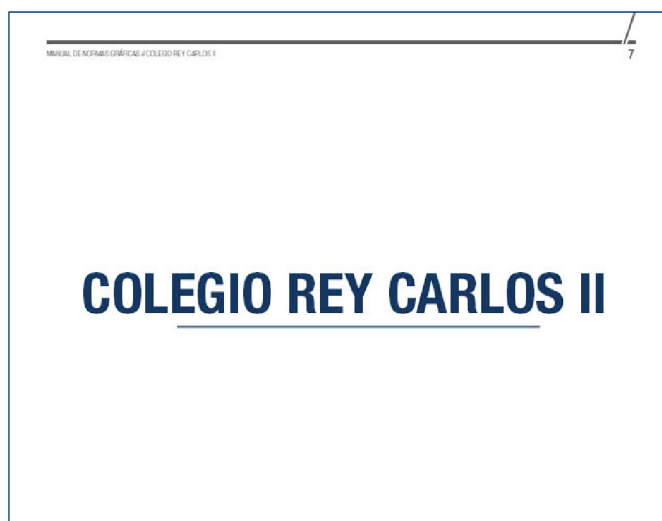 MANUAL DE NORMAS GRÁFICAS // COLEGIO REY CARLOS II
7
COLEGIO REY CARLOS II